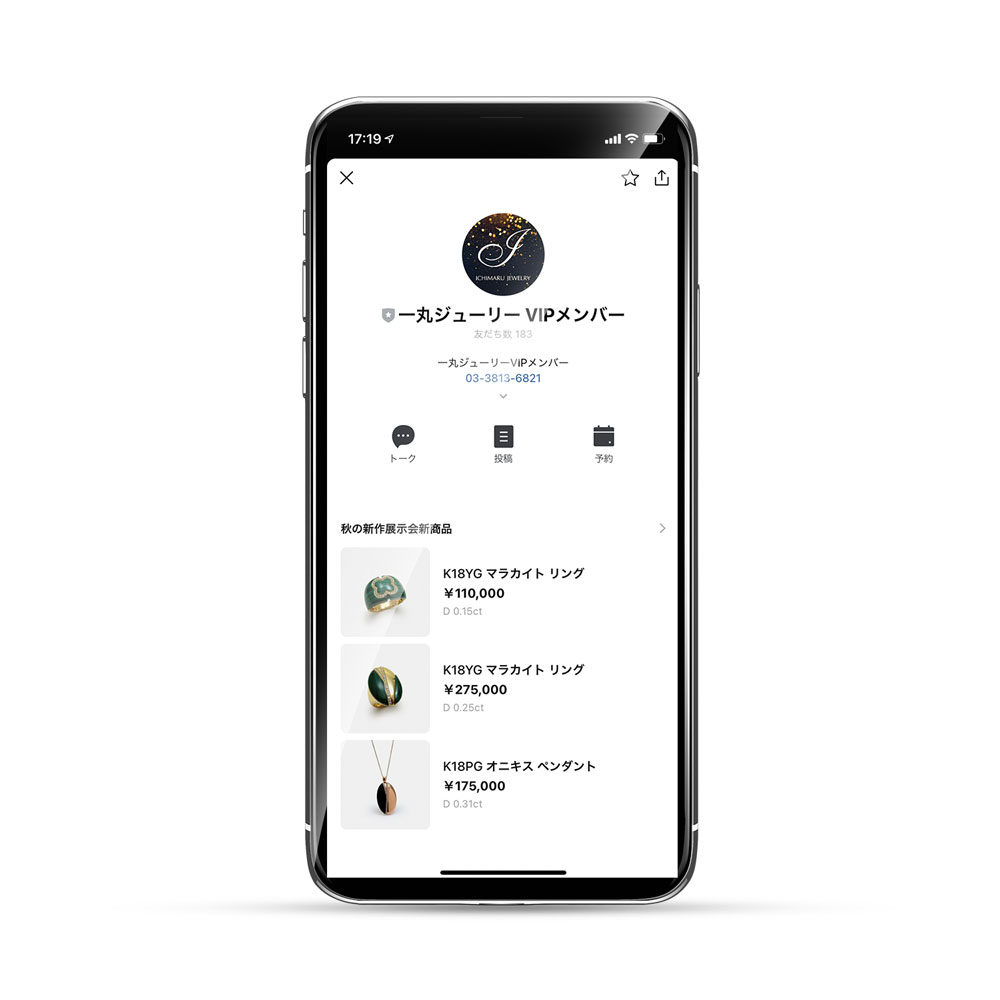 17:19
ICHIMARU JEWELRY
一丸ジューリー VIPメンバー
友だち数 183
一丸ジューリーVIPメンバー
03-3813-6821
トーク
投稿
予約
秋の新作展示会新商品
K18YG マラカイト リング
¥110,000
D 0.15ct
K18YG マラカイト リング
¥275,000
D 0.25ct
K18PG オニキス ペンダント
¥175,000
D 0.31ct